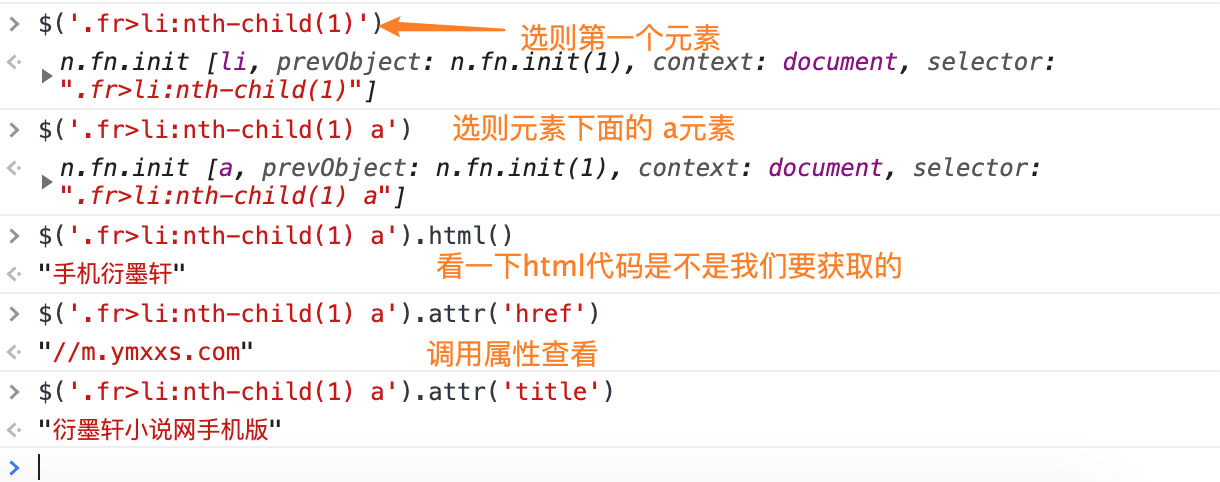 > $('.fr>li:nth-child(1)')
选则第一个元素
n.fn.init [li, prevObject: n.fn.init(1), context: document, selector:
".fr>li:nth-child(1)"]
> $('.fr>li:nth-child(1) a') 选则元素下面的 a元素
n.fn.init [a, prevObject: n.fn.init(1), context: document, selector:
".fr>li:nth-child(1) a"]
> $('.fr>li:nth-child(1) a').html()
"手机衍墨轩" 看一下html代码是不是我们要获取的
> $('.fr>li:nth-child(1) a').attr('href')
"//m.ymxxs.com" 调用属性查看
> $('.fr>li:nth-child(1) a').attr('title')
"衍墨轩小说网手机版"
>